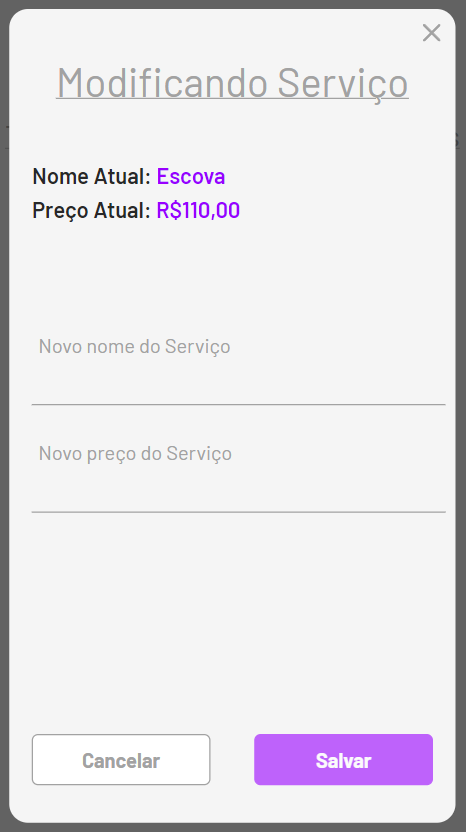 Modificando Serviço
Nome Atual: Escova
Preço Atual: R$110,00
Novo nome do Serviço
Novo preço do Serviço
Cancelar
Salvar